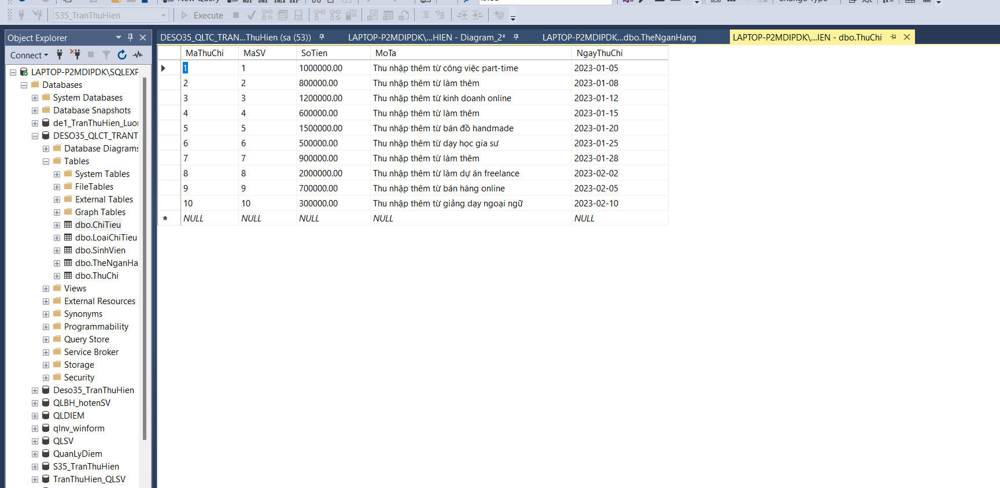 New Query
Change Type
S35_TranThuHien
Execute
Object Explorer
Connect
LAPTOP-P2MDIPDK\SQLEXP
Databases
System Databases
Database Snapshots
de1_TranThuHien_Luor
DESO35_QLCT_TRANT
Database Diagrams
Tables
System Tables
FileTables
External Tables
Graph Tables
dbo.ChiTieu
dbo.LoaiChiTieu
dbo.SinhVien
dbo.TheNganHa
dbo.ThuChi
Views
External Resources
Synonyms
Programmability
Query Store
Service Broker
Storage
Security
Deso35_TranThuHien
QLBH_hotenSV
QLDIEM
qlnv_winform
QLSV
QuanLyDiem
S35_TranThuHien
TranThuHien_QLSV
DESO35_QLTC_TRAN...ThuHien (sa (53)) LAPTOP-P2MDIPDK\...HIEN - Diagram_2* LAPTOP-P2MDIPDK...dbo.TheNganHang LAPTOP-P2MDIPDK\...IEN - dbo.ThuChi
MaThuChi MaSV SoTien MoTa NgayThuChi
1 1 1000000.00 Thu nhập thêm từ công việc part-time 2023-01-05
2 2 800000.00 Thu nhập thêm từ làm thêm 2023-01-08
3 3 1200000.00 Thu nhập thêm từ kinh doanh online 2023-01-12
4 4 600000.00 Thu nhập thêm từ làm thêm 2023-01-15
5 5 1500000.00 Thu nhập thêm từ bán đồ handmade 2023-01-20
6 6 500000.00 Thu nhập thêm từ dạy học gia sư 2023-01-25
7 7 900000.00 Thu nhập thêm từ làm thêm 2023-01-28
8 8 2000000.00 Thu nhập thêm từ làm dự án freelance 2023-02-02
9 9 700000.00 Thu nhập thêm từ bán hàng online 2023-02-05
10 10 300000.00 Thu nhập thêm từ giảng dạy ngoại ngữ 2023-02-10
NULL NULL NULL NULL NULL